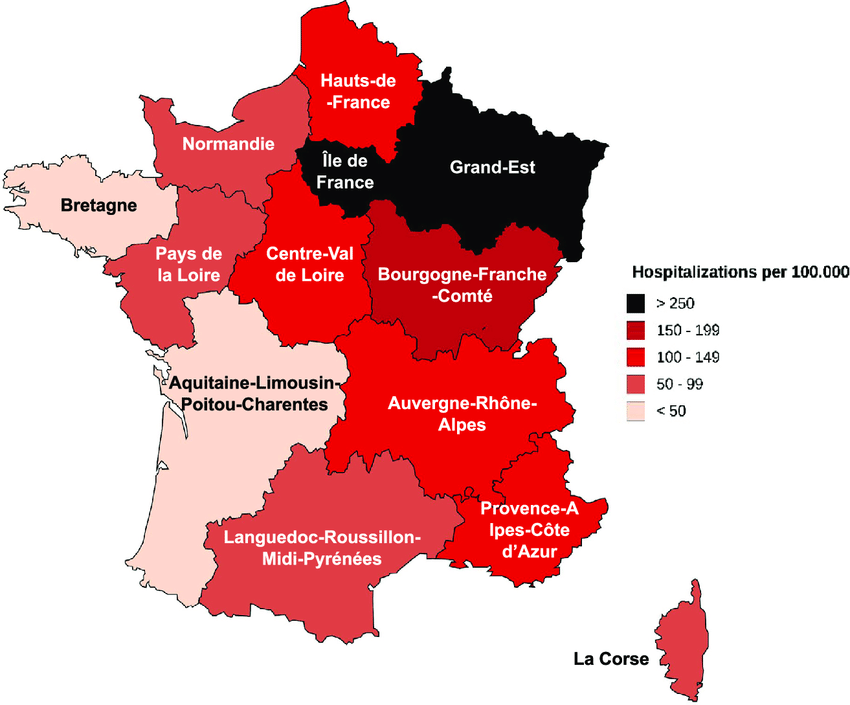 Hauts-de
-France
Normandie
Île de
France
Grand-Est
Bretagne
Pays de
la Loire
Centre-Val
de Loire
Bourgogne-Franche
-Comté
Hospitalizations per 100.000
> 250
150 - 199
100 - 149
50 - 99
< 50
Aquitaine-Limousin-
Poitou-Charentes
Auvergne-Rhône-
Alpes
Provence-A
lpes-Côte
d'Azur
Languedoc-Roussillon-
Midi-Pyrénées
La Corse